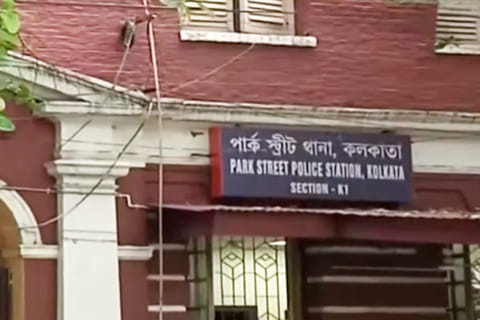 পার্ক স্ট্রীট থানা, কলকাতা
PARK STREET POLICE STATION, KOLKATA
SECTION - K1